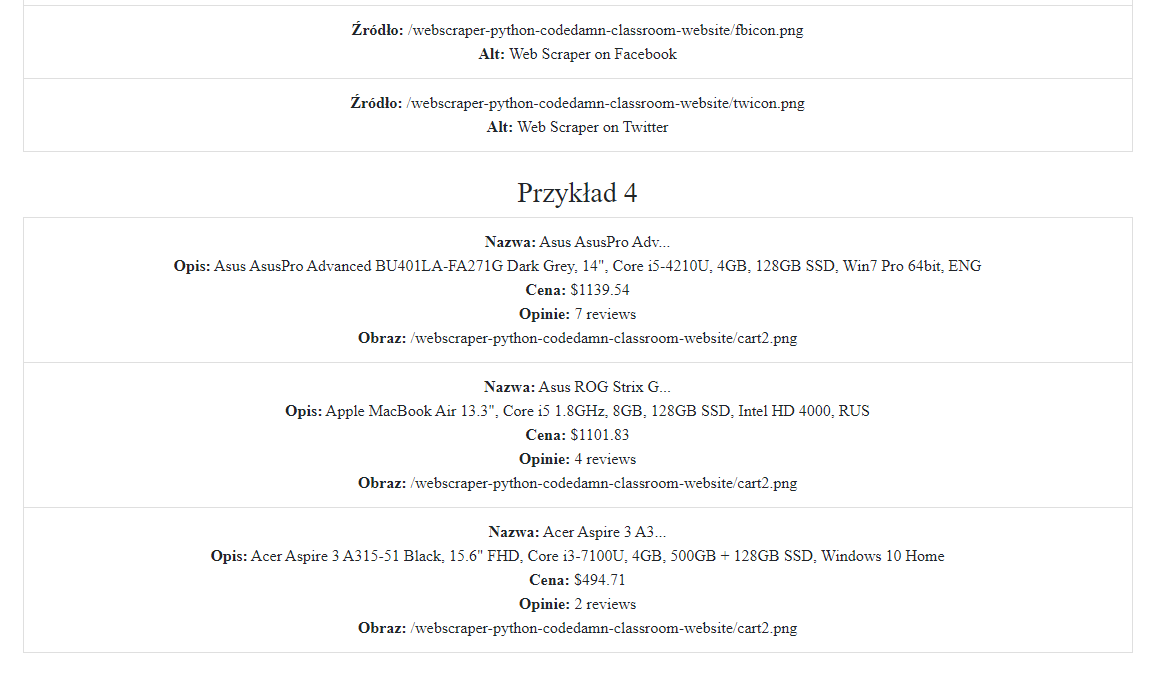 Źródło: /webscraper-python-codedamn-classroom-website/fbicon.png
Alt: Web Scraper on Facebook
Źródło: /webscraper-python-codedamn-classroom-website/twicon.png
Alt: Web Scraper on Twitter
Przykład 4
Nazwa: Asus AsusPro Adv...
Opis: Asus AsusPro Advanced BU401LA-FA271G Dark Grey, 14", Core i5-4210U, 4GB, 128GB SSD, Win7 Pro 64bit, ENG
Cena: $1139.54
Opinie: 7 reviews
Obraz: /webscraper-python-codedamn-classroom-website/cart2.png
Nazwa: Asus ROG Strix G...
Opis: Apple MacBook Air 13.3", Core i5 1.8GHz, 8GB, 128GB SSD, Intel HD 4000, RUS
Cena: $1101.83
Opinie: 4 reviews
Obraz: /webscraper-python-codedamn-classroom-website/cart2.png
Nazwa: Acer Aspire 3 A3...
Opis: Acer Aspire 3 A315-51 Black, 15.6" FHD, Core i3-7100U, 4GB, 500GB + 128GB SSD, Windows 10 Home
Cena: $494.71
Opinie: 2 reviews
Obraz: /webscraper-python-codedamn-classroom-website/cart2.png